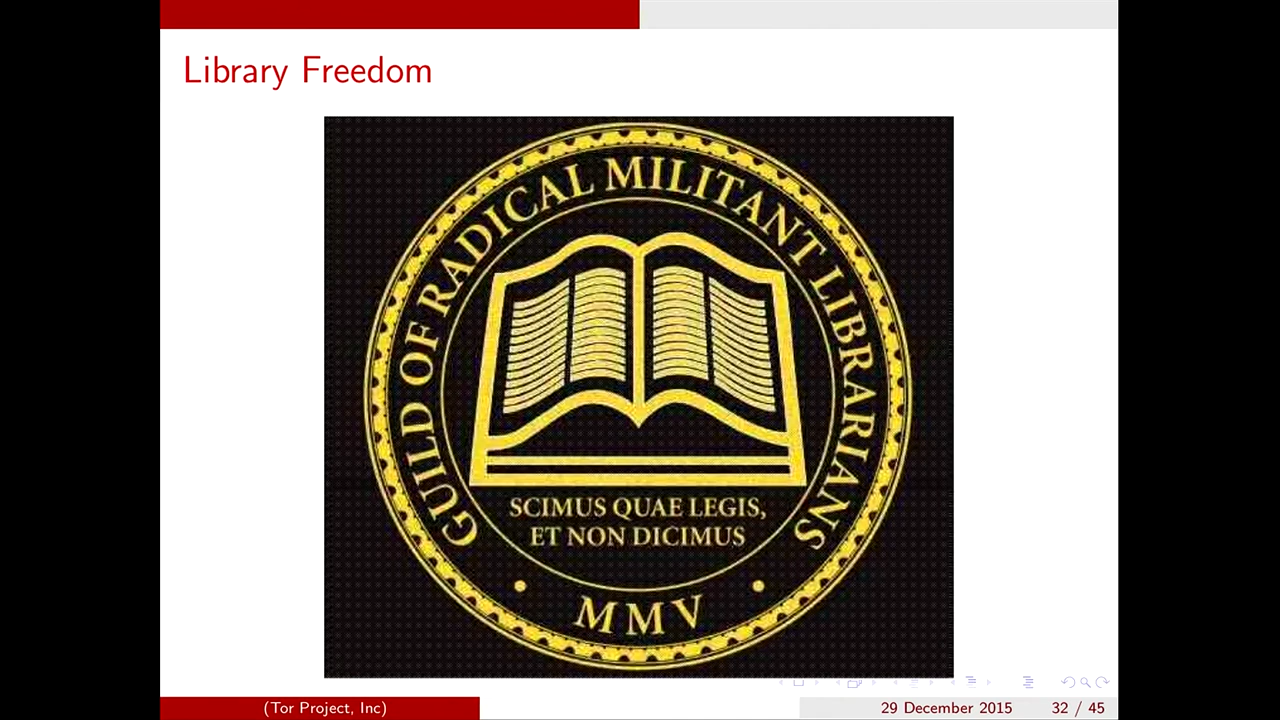 Library Freedom
GUILD OF RADICAL MILITANT LIBRARIANS
SCIMUS QUAE LEGIS,
ET NON DICIMUS
MMV
(Tor Project, Inc)
29 December 2015
32 / 45